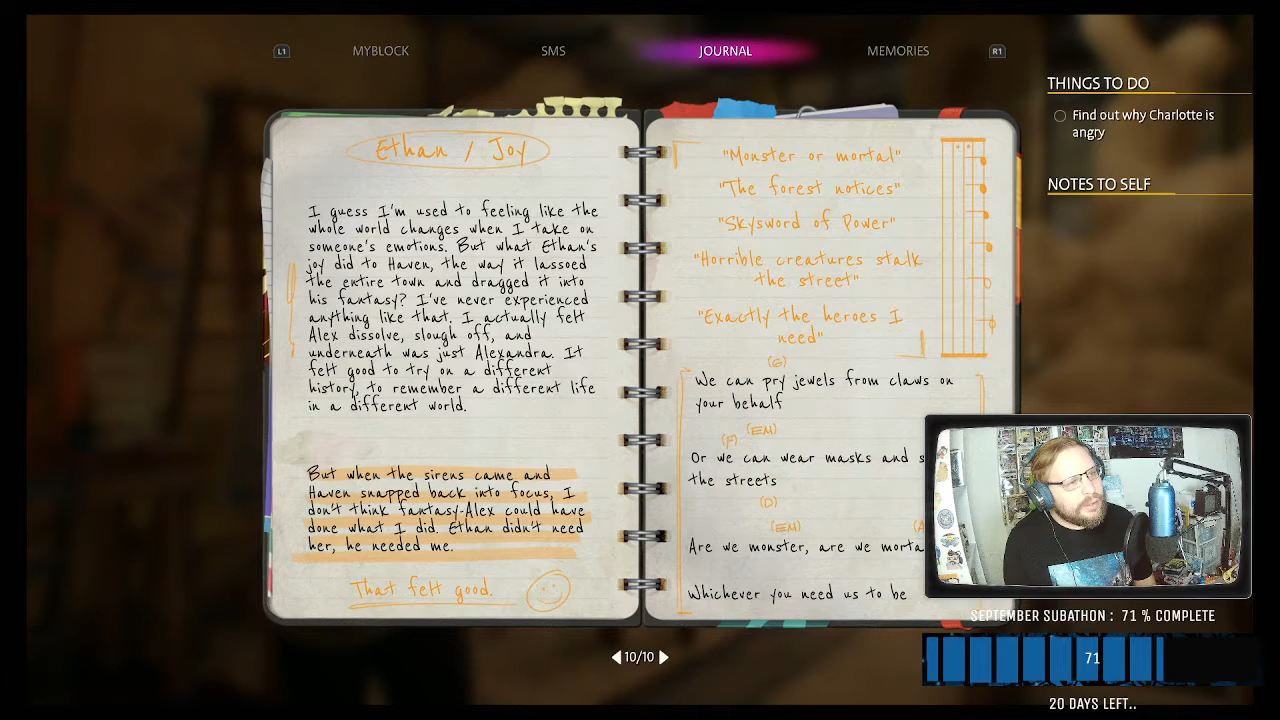 L1
MYBLOCK
SMS
JOURNAL
MEMORIES
R1
THINGS TO DO
Find out why Charlotte is
angry
NOTES TO SELF
Ethan / Joy
I guess I'm used to feeling like the
whole world changes when I take on
someone's emotions. But what Ethan's
joy did to Haven, the way it lassoed
the entire town and dragged it into
his fantasy? I've never experienced
anything like that. I actually felt
Alex dissolve, slough off, and
underneath was just Alexandra. It
felt good to try on a different
history, to remember a different life
in a different world.
But when the sirens came and
Haven snapped back into focus, I
don't think fantasy-Alex could have
done what I did. Ethan didn't need
her, he needed me.
That felt good.
"Monster or mortal"
"The forest notices"
"Skysword of Power"
"Horrible creatures stalk
the street"
"Exactly the heroes I
need"
(G)
We can pry jewels from claws on
your behalf
(F) (EM)
Or we can wear masks and s
the streets
(D)
(EM) (A
Are we monster, are we morta
Whichever you need us to be
10/10
SEPTEMBER SUBATHON : 71 % COMPLETE
71
20 DAYS LEFT..